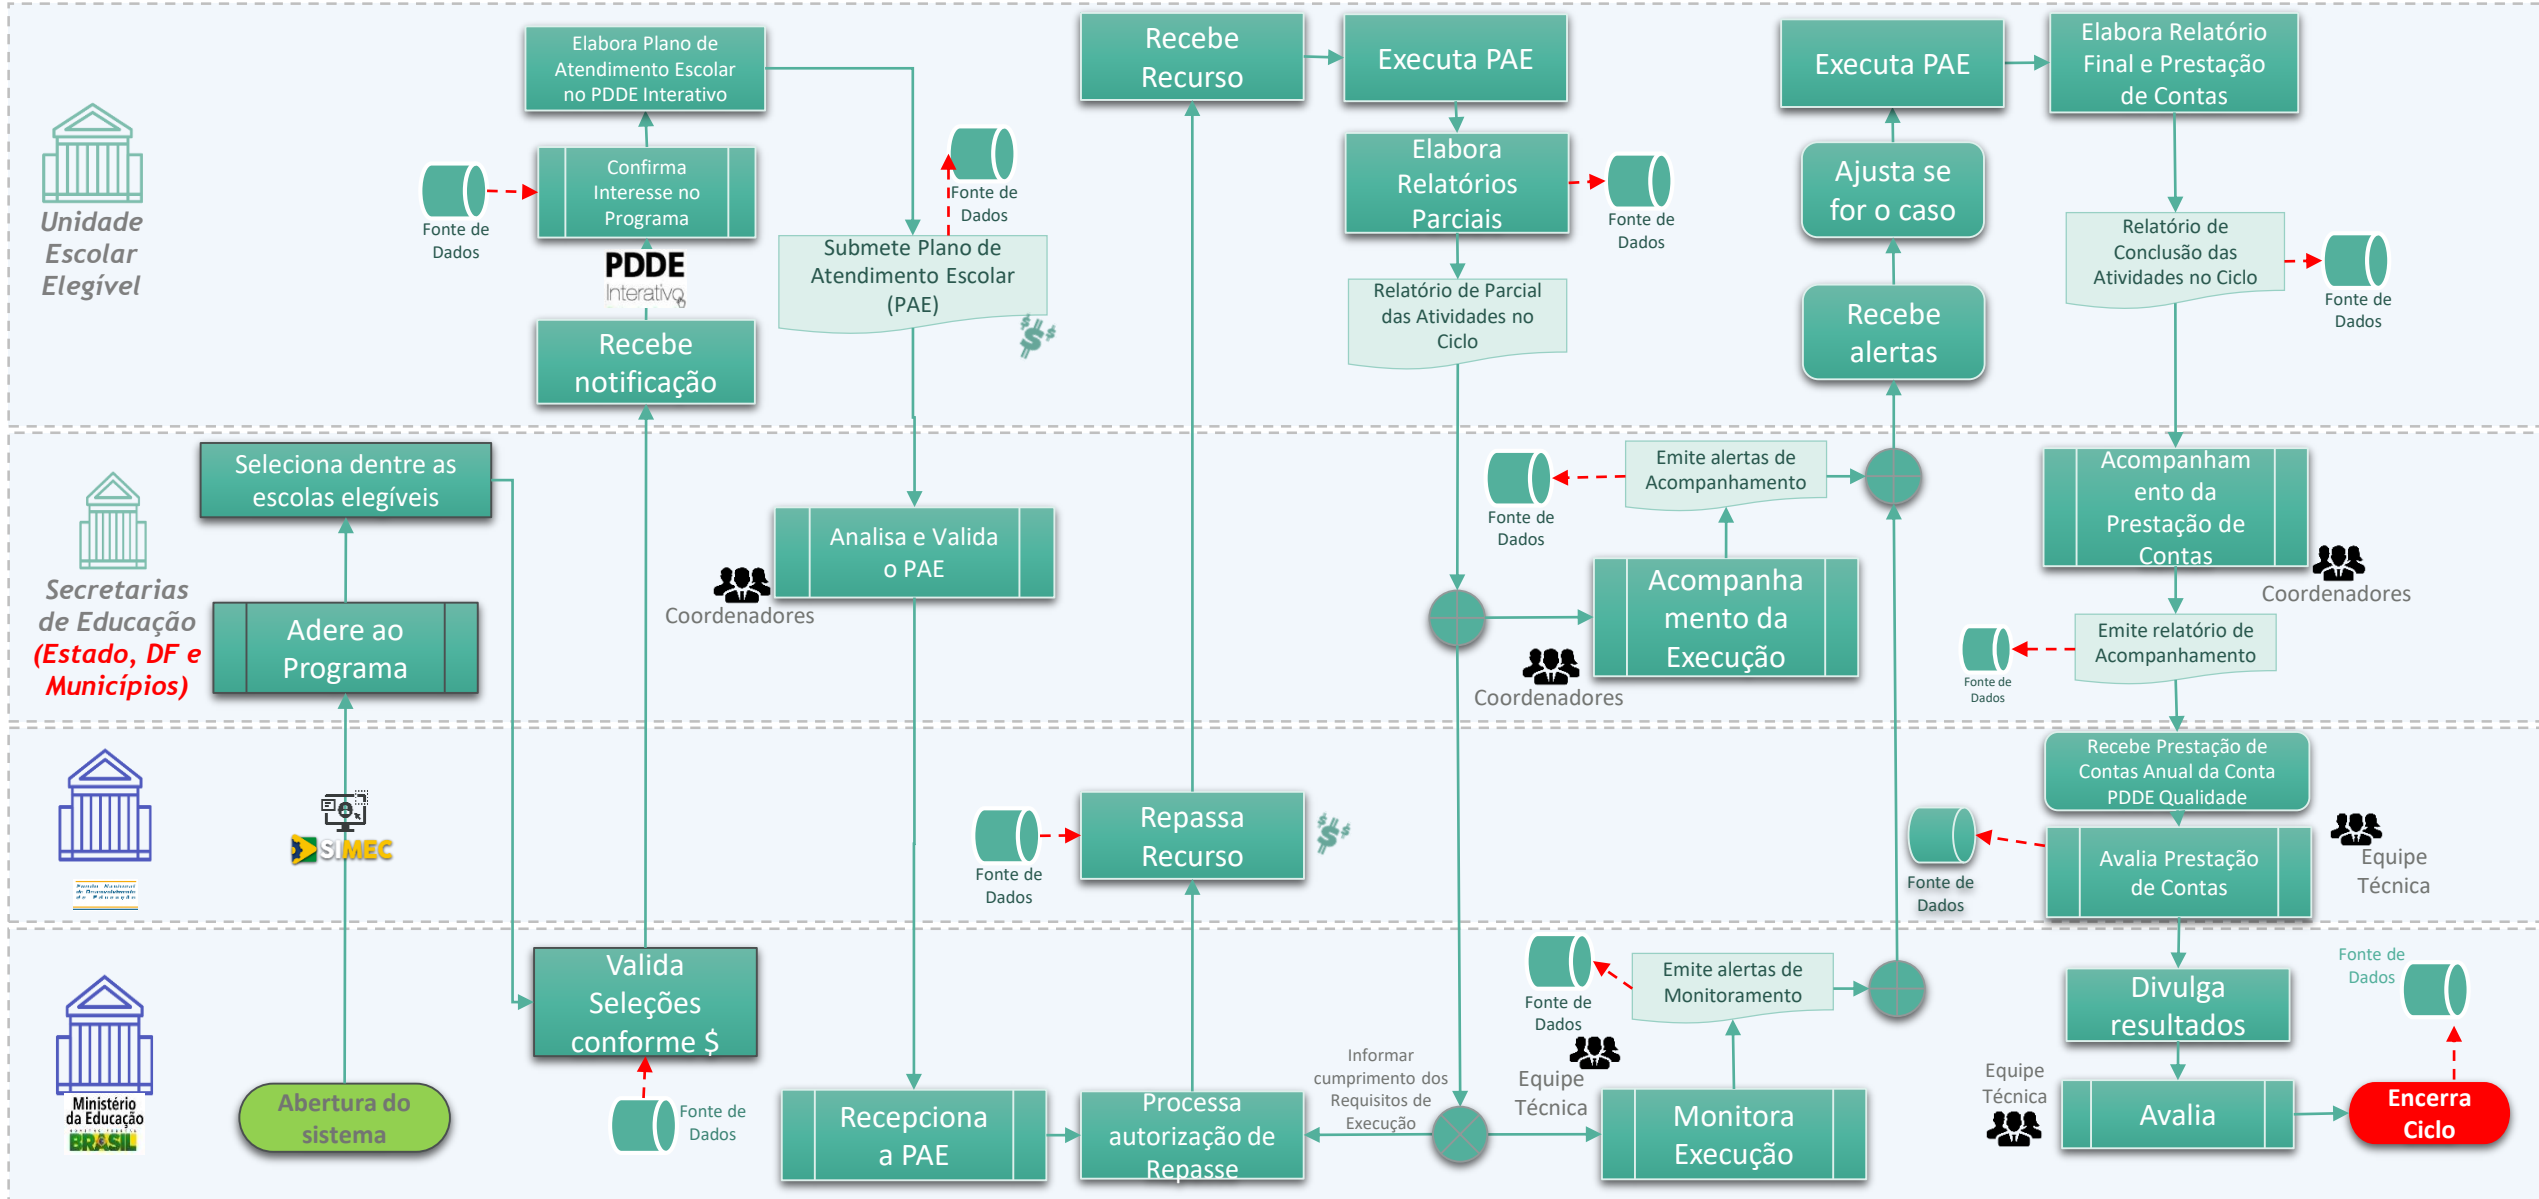 Unidade
Escolar
Elegível
Elabora Plano de
Atendimento Escolar
no PDDE Interativo
Confirma
Interesse no
Programa
Fonte de
Dados
PDDE
Interativo
Recebe
notificação
Fonte de
Dados
Submete Plano de
Atendimento Escolar
(PAE)
Recebe
Recurso
Executa PAE
Elabora
Relatórios
Parciais
Fonte de
Dados
Relatório de Parcial
das Atividades no
Ciclo
Executa PAE
Ajusta se
for o caso
Recebe
alertas
Elabora Relatório
Final e Prestação
de Contas
Relatório de
Conclusão das
Atividades no Ciclo
Fonte de
Dados
Secretarias
de Educação
(Estado, DF e
Municípios)
Seleciona dentre as
escolas elegíveis
Adere ao
Programa
Analisa e Valida
o PAE
Coordenadores
Fonte de
Dados
Emite alertas de
Acompanhamento
Acompanha
mento da
Execução
Coordenadores
Acompanham
ento da
Prestação de
Contas
Coordenadores
Emite relatório de
Acompanhamento
Fonte de
Dados
Fundo Nacional
de Desenvolvimento
da Educação
SIMEC
Fonte de
Dados
Repassa
Recurso
Recebe Prestação de
Contas Anual da Conta
PDDE Qualidade
Fonte de
Dados
Avalia Prestação
de Contas
Equipe
Técnica
Ministério
da Educação
BRASIL
Abertura do
sistema
Valida
Seleções
conforme $
Fonte de
Dados
Recepciona
a PAE
Processa
autorização de
Repasse
Informar
cumprimento dos
Requisitos de
Execução
Fonte de
Dados
Equipe
Técnica
Emite alertas de
Monitoramento
Monitora
Execução
Divulga
resultados
Equipe
Técnica
Avalia
Fonte de
Dados
Encerra
Ciclo